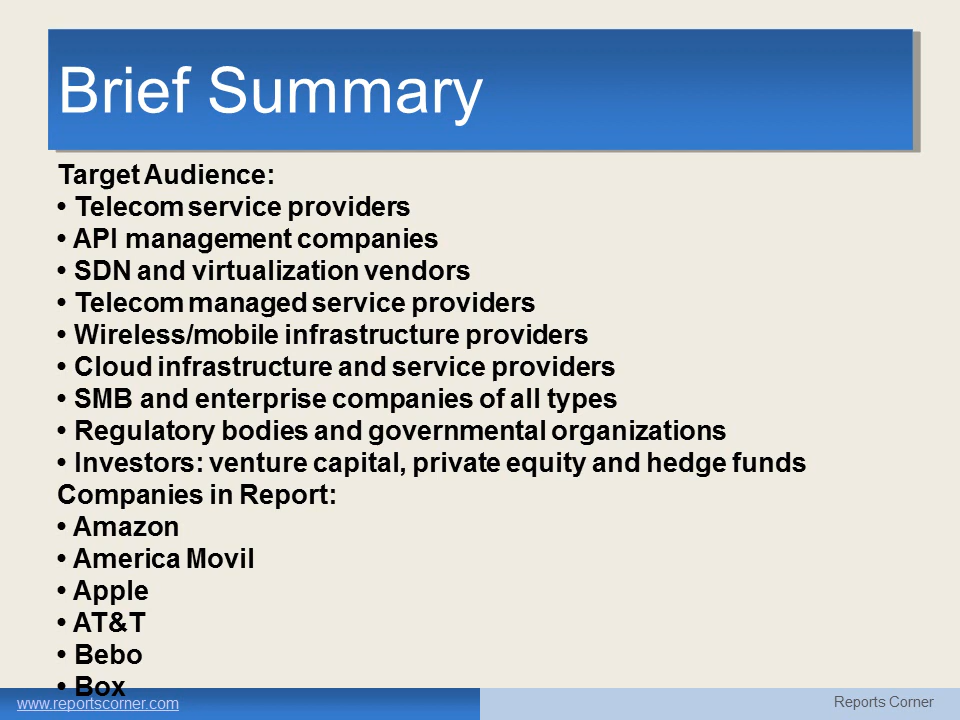 Brief Summary
Target Audience:
• Telecom service providers
• API management companies
• SDN and virtualization vendors
• Telecom managed service providers
• Wireless/mobile infrastructure providers
• Cloud infrastructure and service providers
• SMB and enterprise companies of all types
• Regulatory bodies and governmental organizations
• Investors: venture capital, private equity and hedge funds
Companies in Report:
• Amazon
• America Movil
• Apple
• AT&T
• Bebo
• Box
www.reportscorner.com
Reports Corner